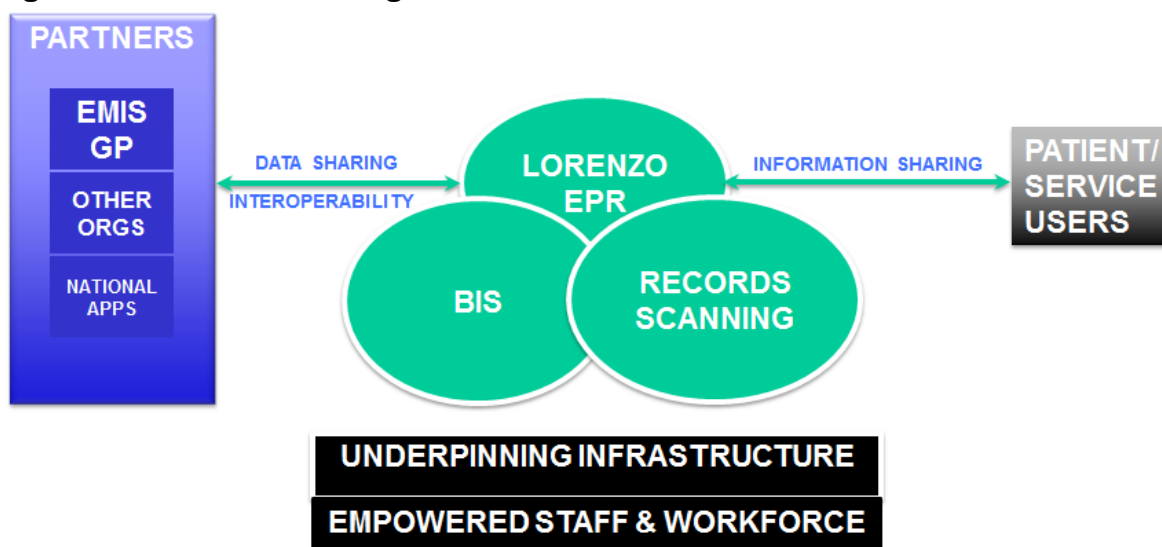 PARTNERS
EMIS
GP
OTHER
ORGS
NATIONAL
APPS
DATA SHARING
INTEROPERABILITY
LORENZO
EPR
BIS
RECORDS
SCANNING
INFORMATION SHARING
PATIENT/
SERVICE
USERS
UNDERPINNING INFRASTRUCTURE
EMPOWERED STAFF & WORKFORCE